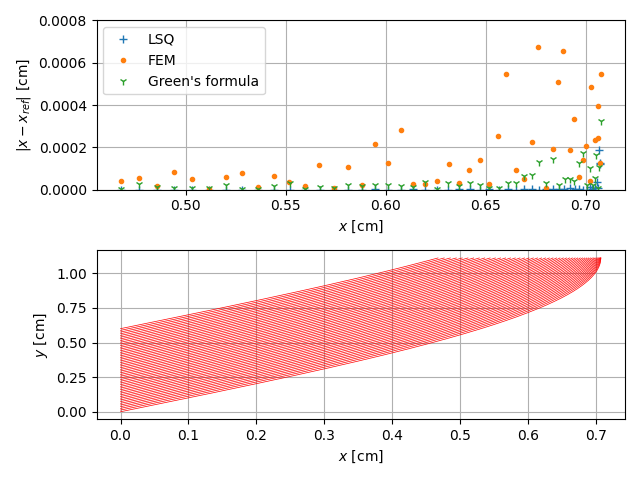 0.0008
0.0006
0.0004
0.0002
0.0000
|x − x_ref| [cm]
LSQ
FEM
Green's formula
0.50 0.55 0.60 0.65 0.70
x [cm]
1.00
0.75
0.50
0.25
0.00
y [cm]
0.0 0.1 0.2 0.3 0.4 0.5 0.6 0.7
x [cm]